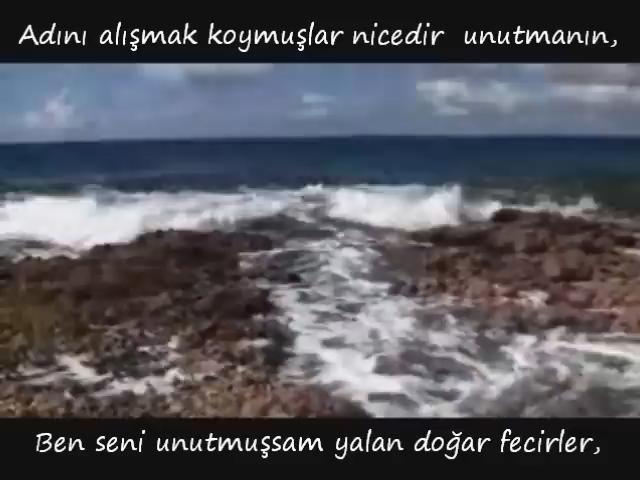 Adını alışmak koymuşlar nicedir unutmanın,
Ben seni unutmuşsam yalan doğar fecirler,